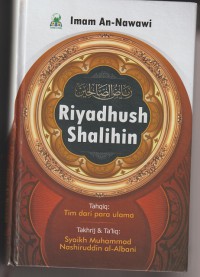 Imam An-Nawawi
رياض الصالحين
Riyadhush
Shalihin
Tahqiq:
Tim dari para ulama
Takhrij & Ta'liq:
Syaikh Muhammad
Nashiruddin al-Albani